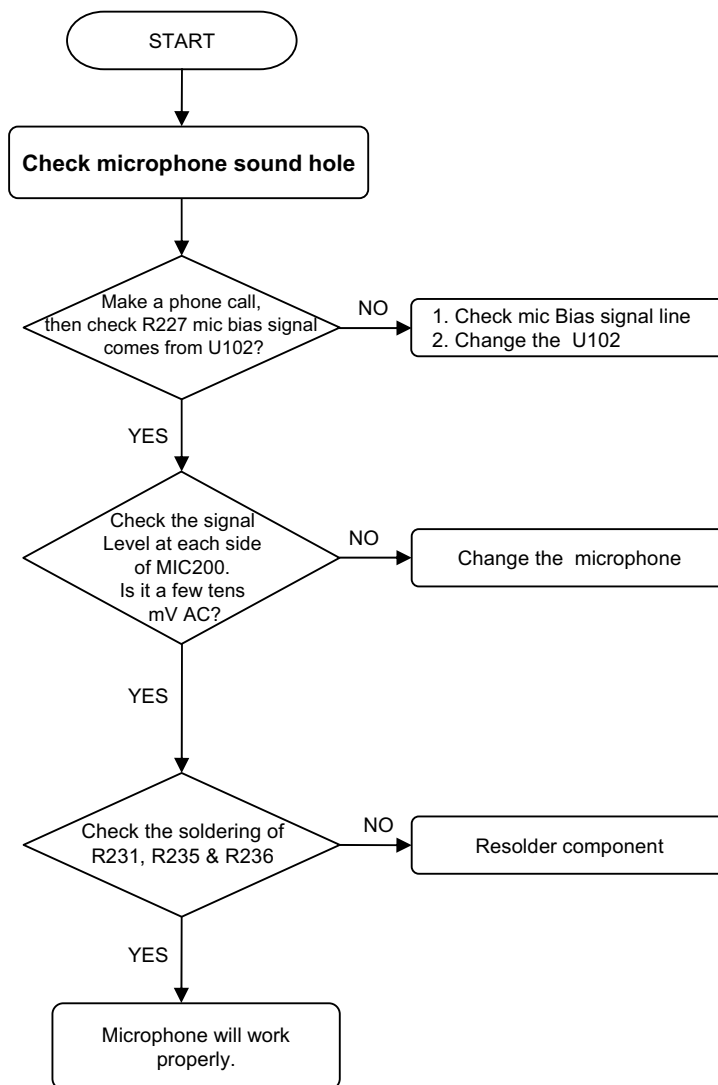 START
Check microphone sound hole
Make a phone call,
then check R227 mic bias signal
comes from U102?
NO
1. Check mic Bias signal line
2. Change the U102
YES
Check the signal
Level at each side
of MIC200.
Is it a few tens
mV AC?
NO
Change the microphone
YES
Check the soldering of
R231, R235 & R236
NO
Resolder component
YES
Microphone will work
properly.